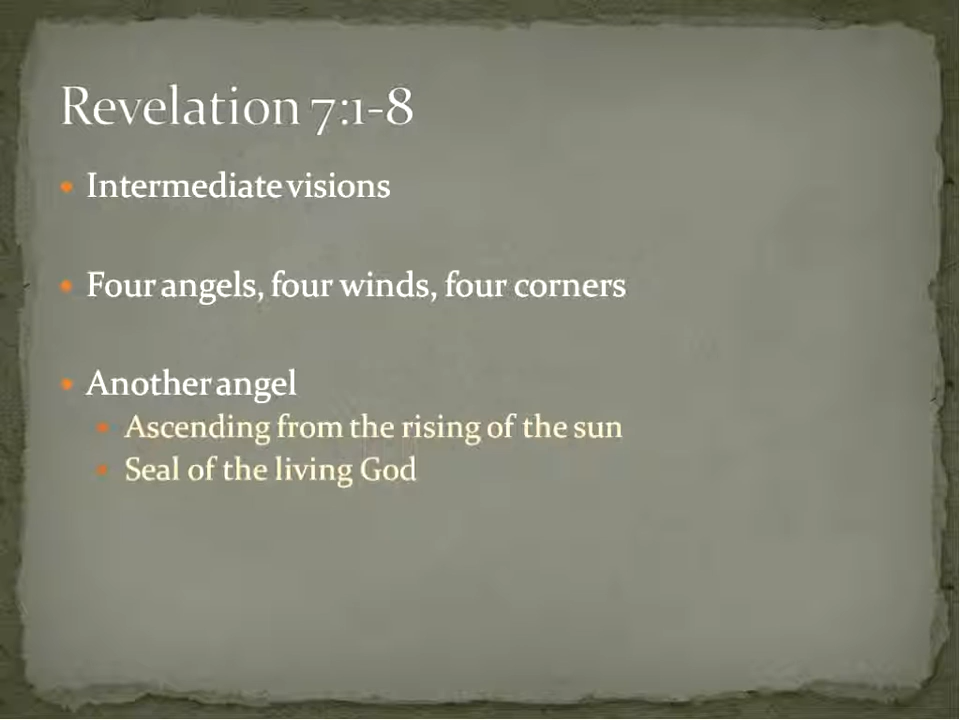 Revelation 7:1-8
• Intermediate visions
• Four angels, four winds, four corners
• Another angel
• Ascending from the rising of the sun
• Seal of the living God